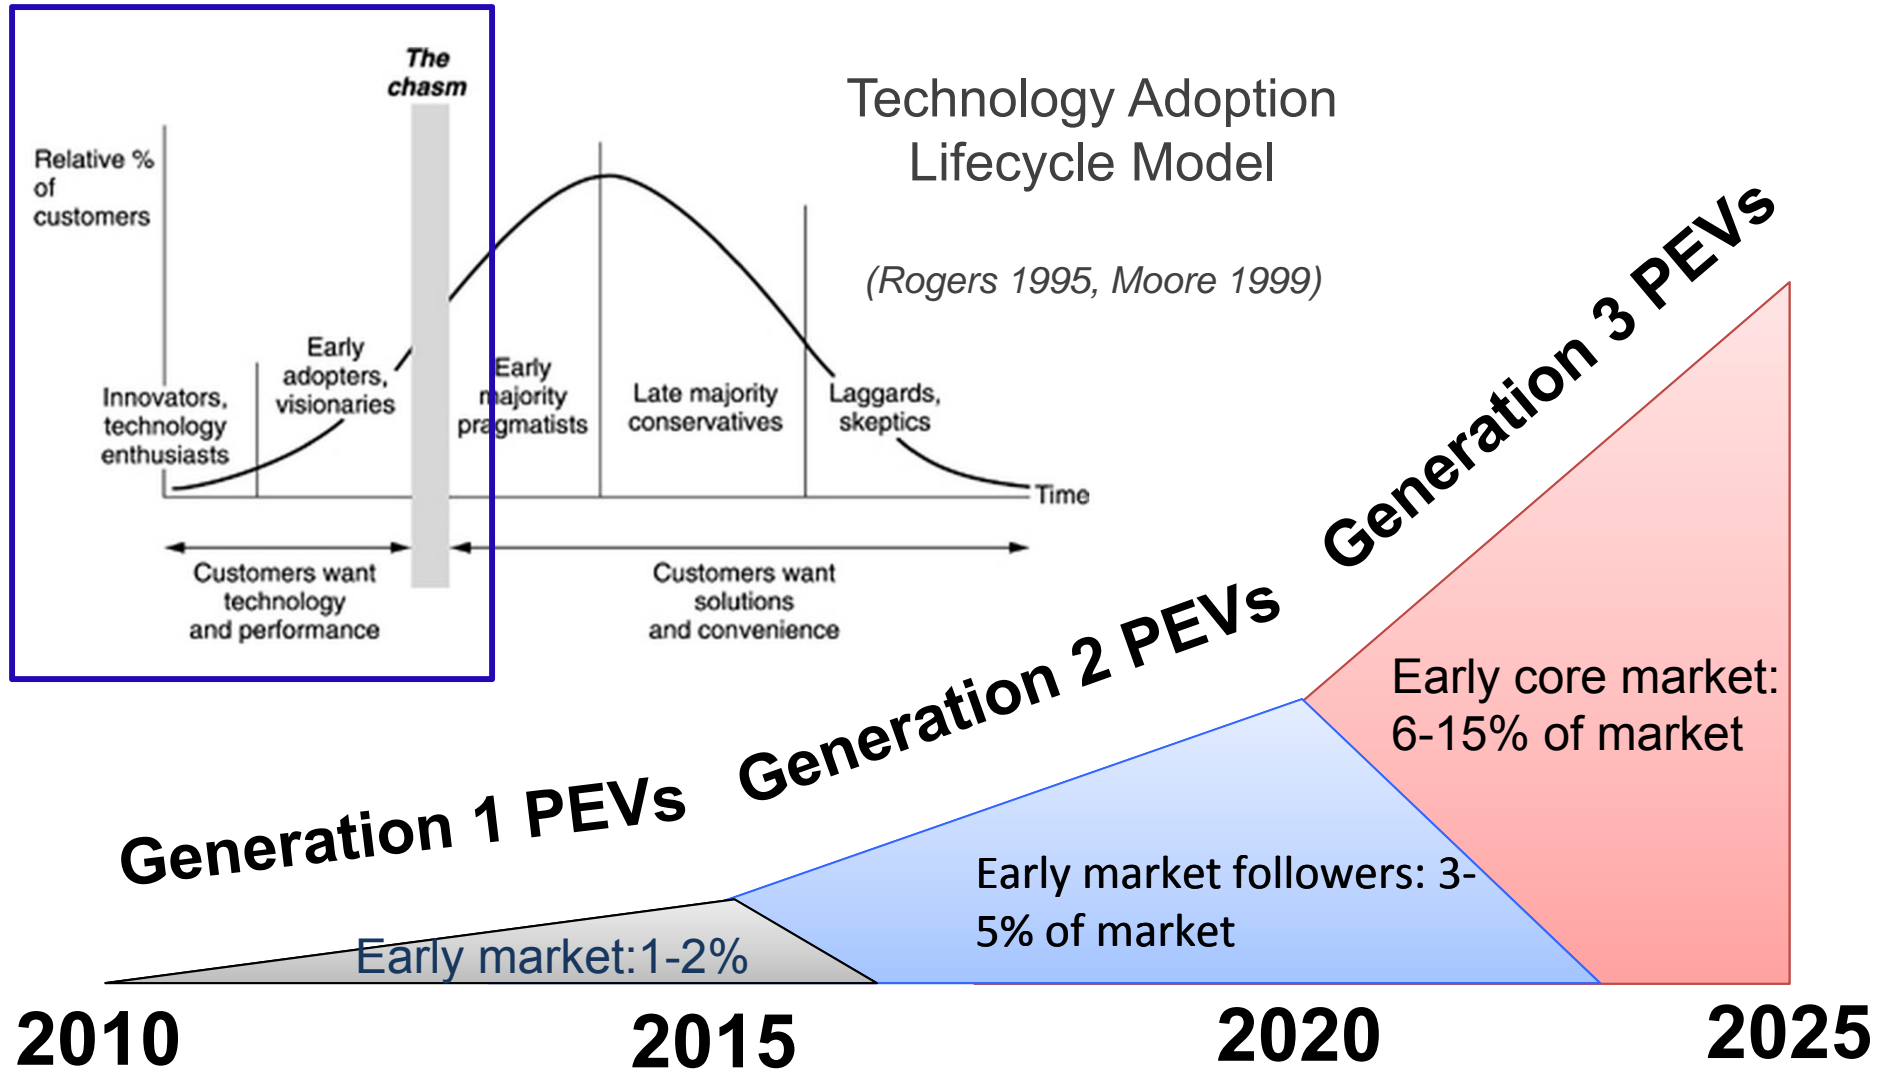 The
chasm
Technology Adoption
Lifecycle Model
(Rogers 1995, Moore 1999)
Relative %
of
customers
Innovators,
technology
enthusiasts
Early
adopters,
visionaries
Early
majority
pragmatists
Late majority
conservatives
Laggards,
skeptics
Time
Customers want
technology
and performance
Customers want
solutions
and convenience
Generation 1 PEVs
Generation 2 PEVs
Generation 3 PEVs
Early market:1-2%
Early market followers: 3-
5% of market
Early core market:
6-15% of market
2010
2015
2020
2025